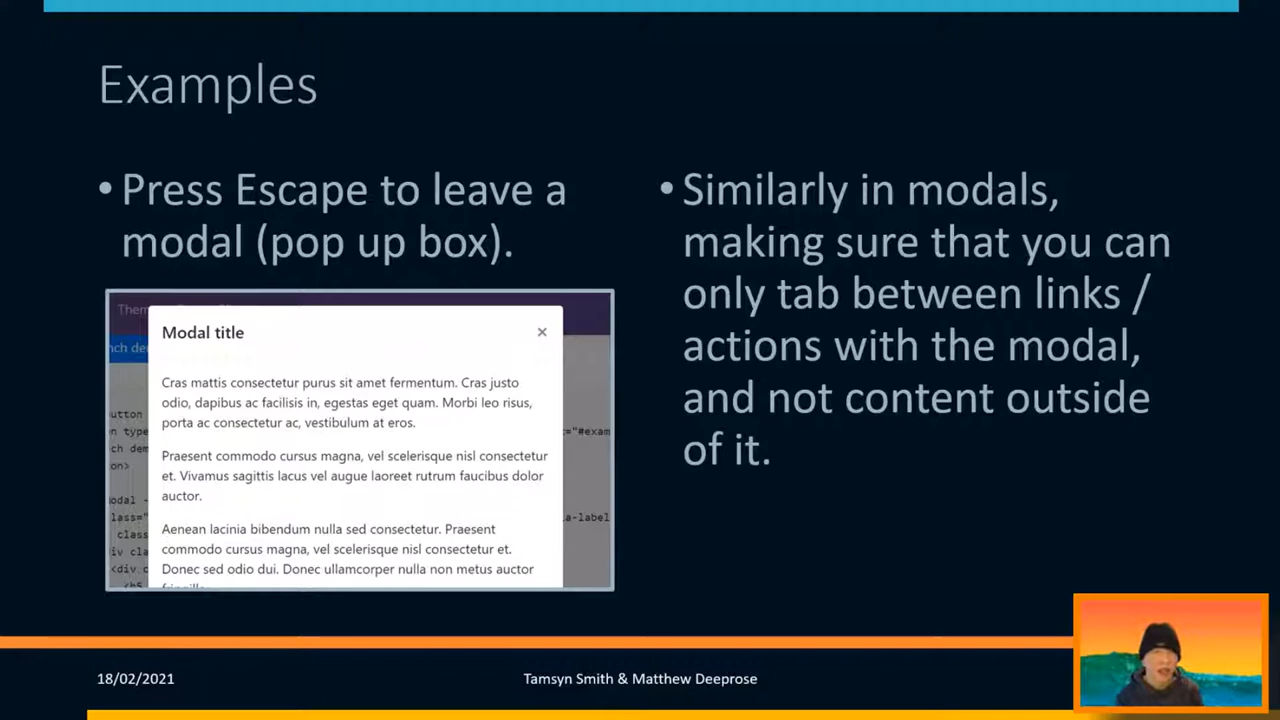 Examples
• Press Escape to leave a
modal (pop up box).
Modal title
×
Cras mattis consectetur purus sit amet fermentum. Cras justo
odio, dapibus ac facilisis in, egestas eget quam. Morbi leo risus,
porta ac consectetur ac, vestibulum at eros.
Praesent commodo cursus magna, vel scelerisque nisl consectetur
et. Vivamus sagittis lacus vel augue laoreet rutrum faucibus dolor
auctor.
Aenean lacinia bibendum nulla sed consectetur. Praesent
commodo cursus magna, vel scelerisque nisl consectetur et.
Donec sed odio dui. Donec ullamcorper nulla non metus auctor
• Similarly in modals,
making sure that you can
only tab between links /
actions with the modal,
and not content outside
of it.
18/02/2021
Tamsyn Smith & Matthew Deeprose